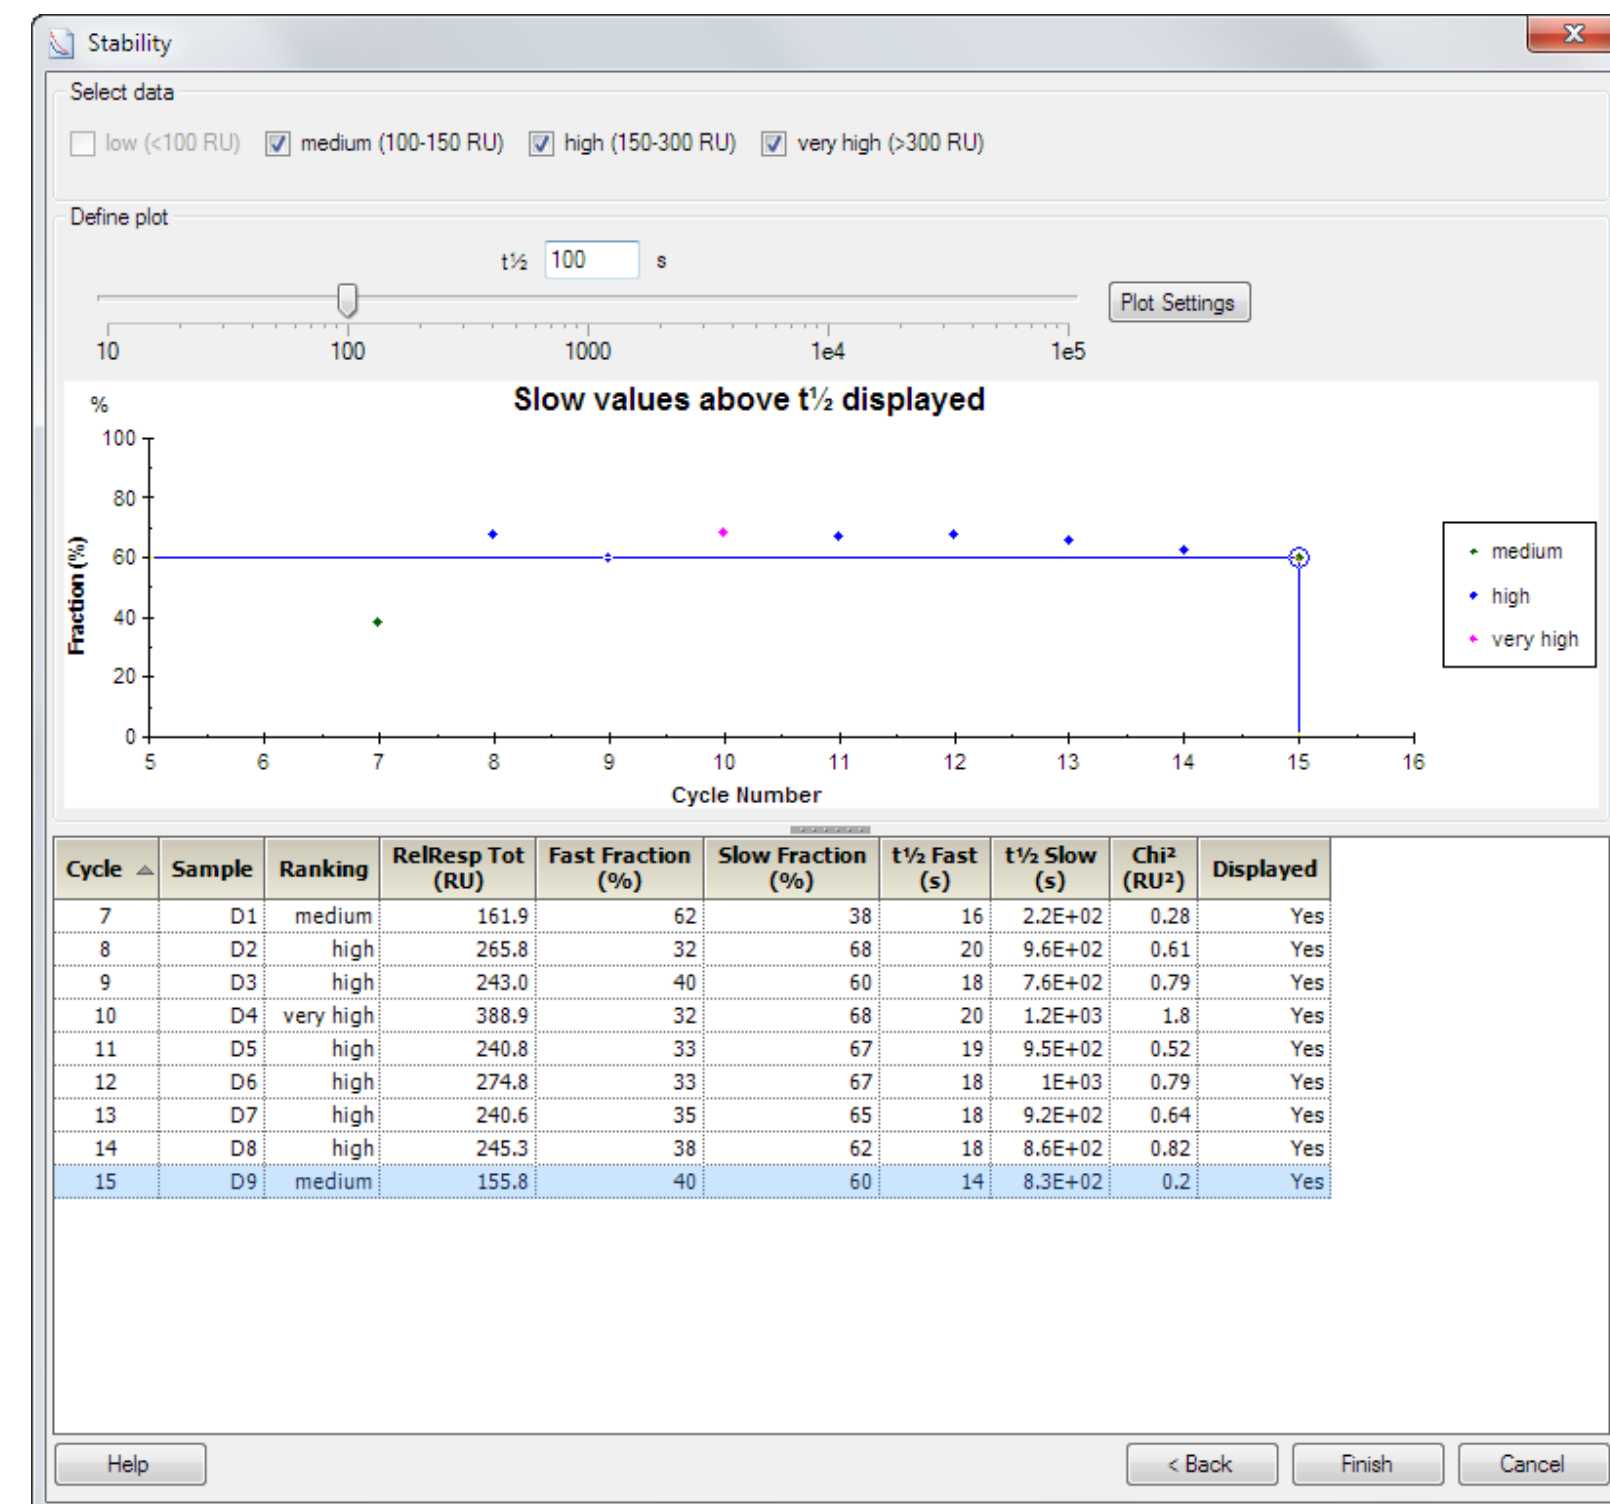 Stability
Select data
low (<100 RU) medium (100-150 RU) high (150-300 RU) very high (>300 RU)
Define plot
t½ 100 s
Plot Settings
10 100 1000 1e4 1e5
Slow values above t½ displayed
%
100
80
60
40
20
0
Fraction (%)
5 6 7 8 9 10 11 12 13 14 15 16
Cycle Number
medium
high
very high
Cycle Sample Ranking RelResp Tot (RU) Fast Fraction (%) Slow Fraction (%) t½ Fast (s) t½ Slow (s) Chi² (RU²) Displayed
7 D1 medium 161.9 62 38 16 2.2E+02 0.28 Yes
8 D2 high 265.8 32 68 20 9.6E+02 0.61 Yes
9 D3 high 243.0 40 60 18 7.6E+02 0.79 Yes
10 D4 very high 388.9 32 68 20 1.2E+03 1.8 Yes
11 D5 high 240.8 33 67 19 9.5E+02 0.52 Yes
12 D6 high 274.8 33 67 18 1E+03 0.79 Yes
13 D7 high 240.6 35 65 18 9.2E+02 0.64 Yes
14 D8 high 245.3 38 62 18 8.6E+02 0.82 Yes
15 D9 medium 155.8 40 60 14 8.3E+02 0.2 Yes
Help < Back Finish Cancel